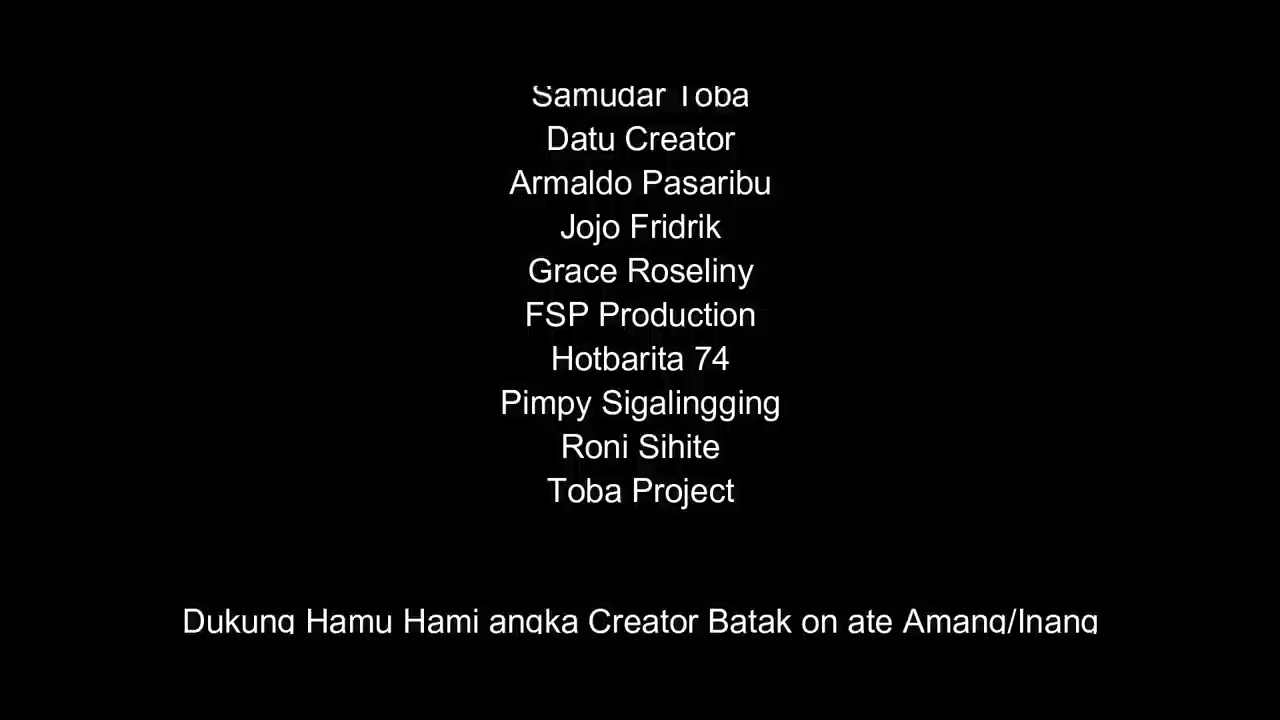 Samudar Toba
Datu Creator
Armaldo Pasaribu
Jojo Fridrik
Grace Roseliny
FSP Production
Hotbarita 74
Pimpy Sigalingging
Roni Sihite
Toba Project
Dukung Hamu Hami angka Creator Batak on ate Amang/Inang